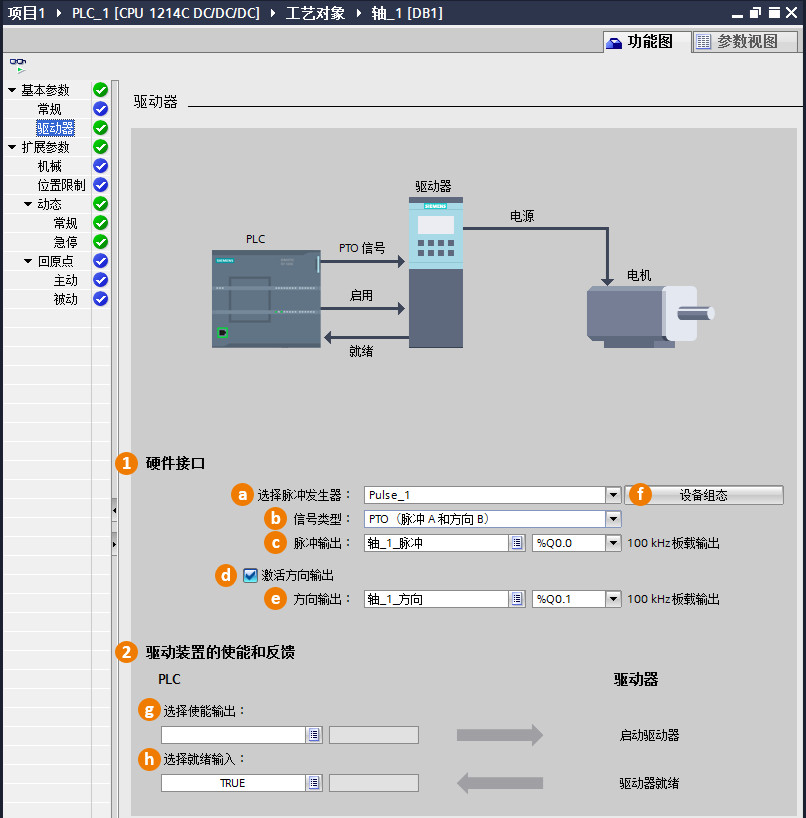 项目1 PLC_1 [CPU 1214C DC/DC/DC] 工艺对象 轴_1 [DB1]
功能图 参数视图
基本参数
常规
驱动器
扩展参数
机械
位置限制
动态
常规
急停
回原点
主动
被动
驱动器
驱动器
SIEMENS
电源
PLC
SIEMENS
PTO 信号
启用
就绪
电机
1 硬件接口
a 选择脉冲发生器： Pulse_1 f 设备组态
b 信号类型： PTO（脉冲 A 和方向 B）
c 脉冲输出： 轴_1_脉冲 %Q0.0 100 kHz 板载输出
d 激活方向输出
e 方向输出： 轴_1_方向 %Q0.1 100 kHz 板载输出
2 驱动装置的使能和反馈
PLC 驱动器
g 选择使能输出：
启动驱动器
h 选择就绪输入：
TRUE 驱动器就绪